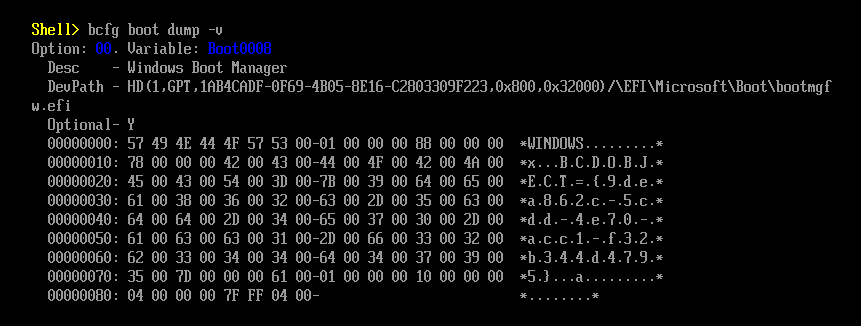 Shell> bcfg boot dump -v
Option: 00. Variable: Boot0000
  Desc    - Windows Boot Manager
  DevPath - HD(1,GPT,1AB4CADF-0F69-4B05-8E16-C2803309F223,0x800,0x32000)/\EFI\Microsoft\Boot\bootmgf
w.efi
  Optional- Y
  00000000: 57 49 4E 44 4F 57 53 00-01 00 00 00 88 00 00 00  *WINDOWS.........*
  00000010: 78 00 00 00 42 00 43 00-44 00 4F 00 42 00 4A 00  *x...B.C.D.O.B.J.*
  00000020: 45 00 43 00 54 00 3D 00-7B 00 39 00 64 00 65 00  *E.C.T.=.{.9.d.e.*
  00000030: 61 00 38 00 36 00 32 00-63 00 2D 00 35 00 63 00  *a.8.6.2.c.-.5.c.*
  00000040: 64 00 64 00 2D 00 34 00-65 00 37 00 30 00 2D 00  *d.d.-.4.e.7.0.-.*
  00000050: 61 00 63 00 63 00 31 00-2D 00 66 00 33 00 32 00  *a.c.c.1.-.f.3.2.*
  00000060: 62 00 33 00 34 00 34 00-64 00 34 00 37 00 39 00  *b.3.4.4.d.4.7.9.*
  00000070: 35 00 7D 00 00 00 61 00-01 00 00 00 10 00 00 00  *5.}...a.........*
  00000080: 04 00 00 00 7F FF 04 00-                         *........*